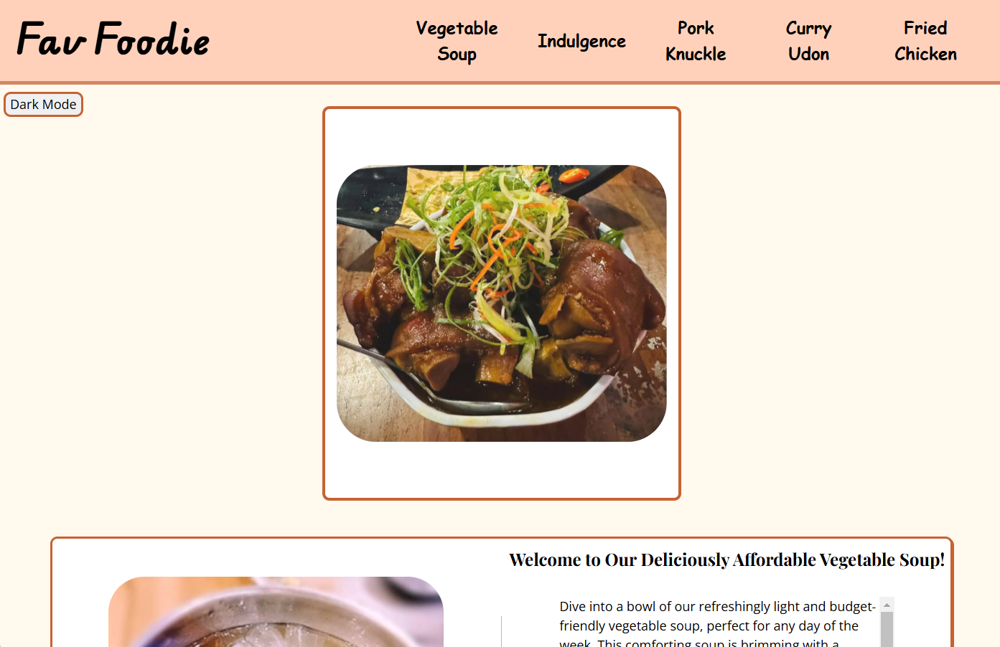 Fav Foodie
Vegetable
Soup
Indulgence
Pork
Knuckle
Curry
Udon
Fried
Chicken
Dark Mode
Welcome to Our Deliciously Affordable Vegetable Soup!
Dive into a bowl of our refreshingly light and budget-
friendly vegetable soup, perfect for any day of the
week. This comforting soup is brimming with a